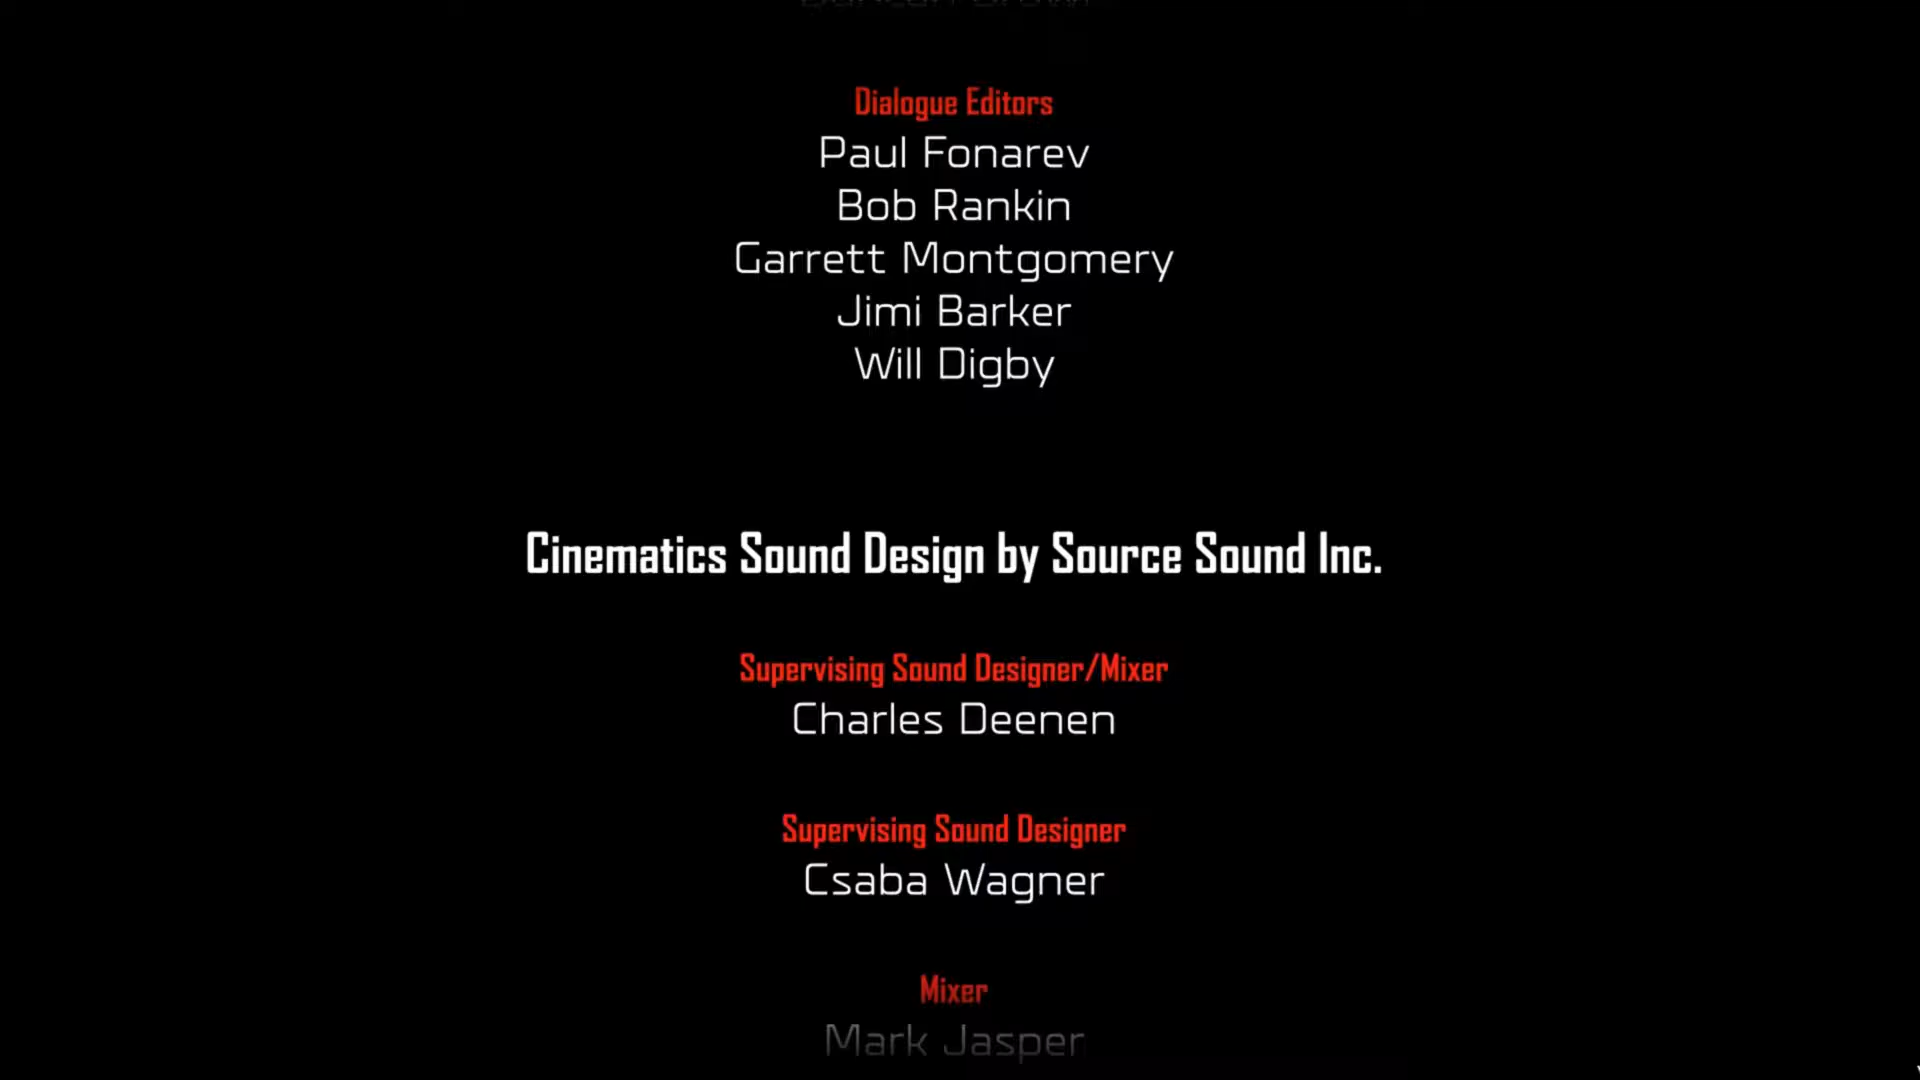 Dialogue Editors
Paul Fonarev
Bob Rankin
Garrett Montgomery
Jimi Barker
Will Digby
Cinematics Sound Design by Source Sound Inc.
Supervising Sound Designer/Mixer
Charles Deenen
Supervising Sound Designer
Csaba Wagner
Mixer
Mark Jasper